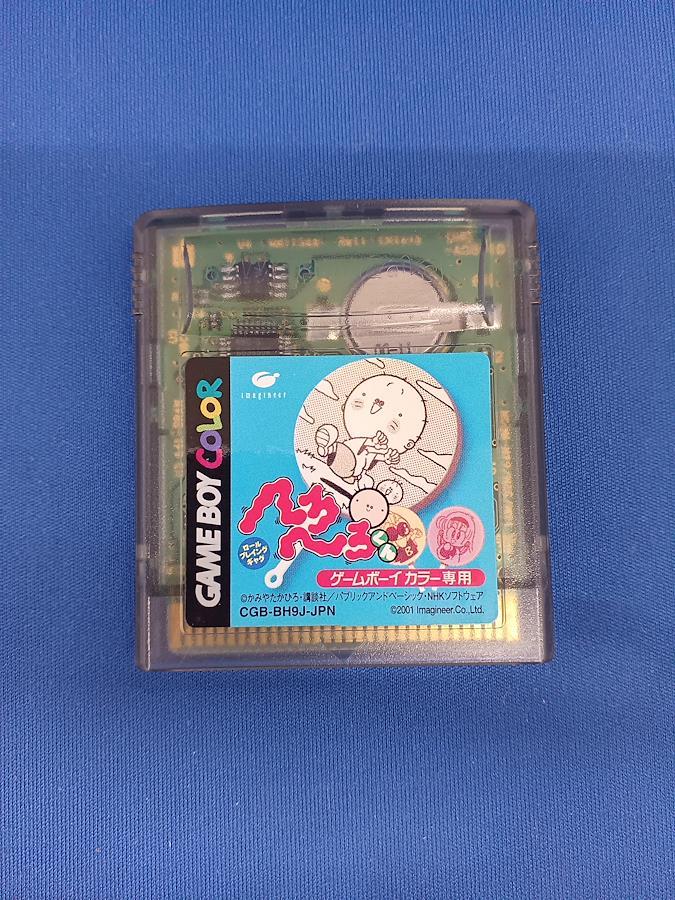 GAME BOY COLOR
imagineer
へろへろ
くん
ロール
プレイング
ギャグ
ゲームボーイカラー専用
©かみやたかひろ・講談社／パブリックアンドベーシック・NHKソフトウェア
CGB-BH9J-JPN
©2001 Imagineer.Co.,Ltd.